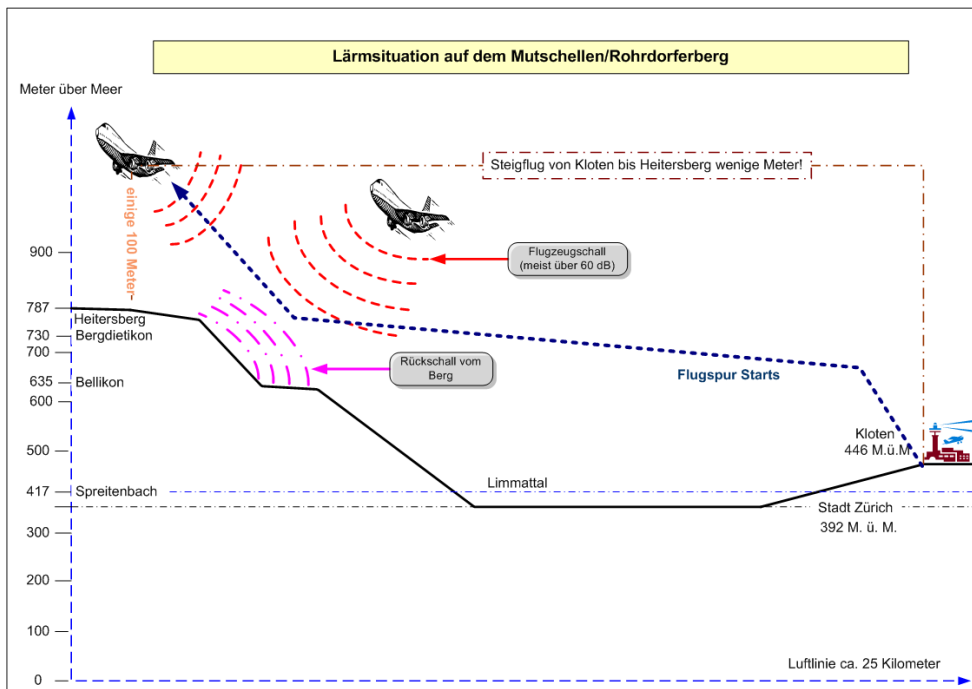 Lärmsituation auf dem Mutschellen/Rohrdorferberg
Meter über Meer
Steigflug von Kloten bis Heitersberg wenige Meter!
einige 100 Meter
Flugzeugschall
(meist über 60 dB)
900
787
Heitersberg
730
Bergdietikon
700
Rückschall vom
Berg
Flugspur Starts
635
Bellikon
600
Kloten
446 M.ü.M
500
417
Spreitenbach
Limmattal
Stadt Zürich
392 M. ü. M.
300
200
100
Luftlinie ca. 25 Kilometer
0